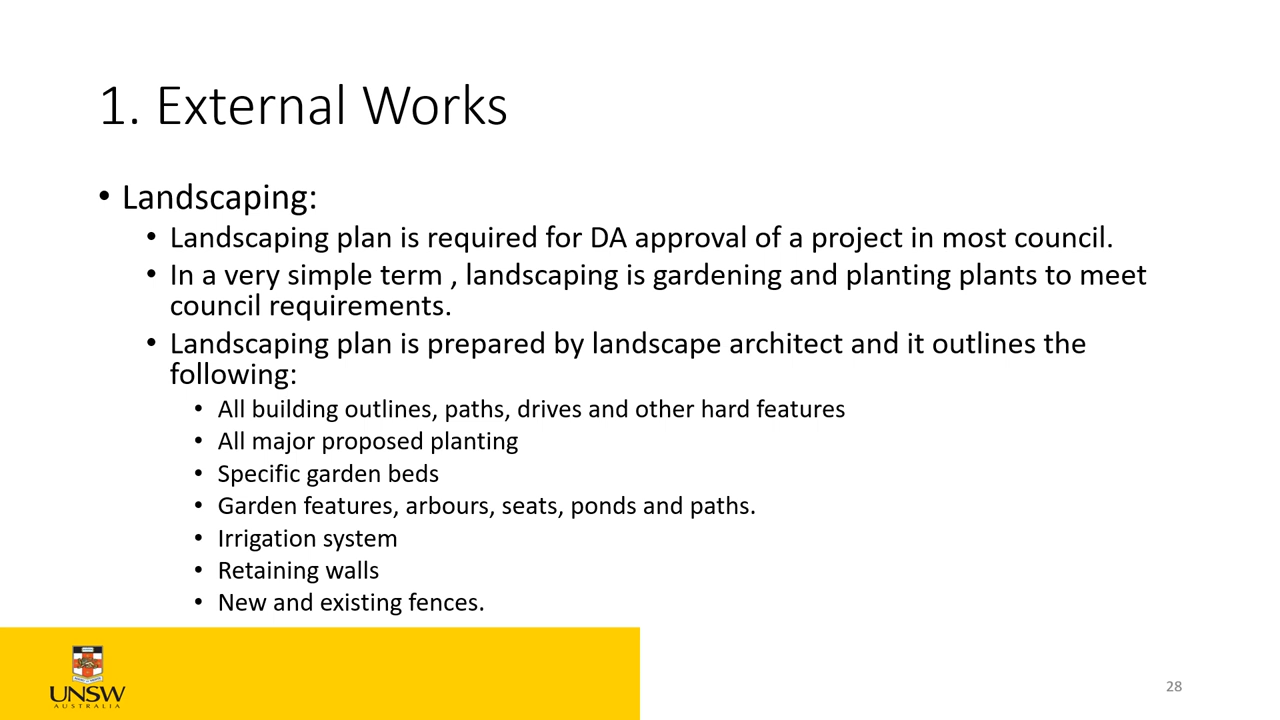 1. External Works
• Landscaping:
• Landscaping plan is required for DA approval of a project in most council.
• In a very simple term , landscaping is gardening and planting plants to meet
council requirements.
• Landscaping plan is prepared by landscape architect and it outlines the
following:
• All building outlines, paths, drives and other hard features
• All major proposed planting
• Specific garden beds
• Garden features, arbours, seats, ponds and paths.
• Irrigation system
• Retaining walls
• New and existing fences.
UNSW
AUSTRALIA
28